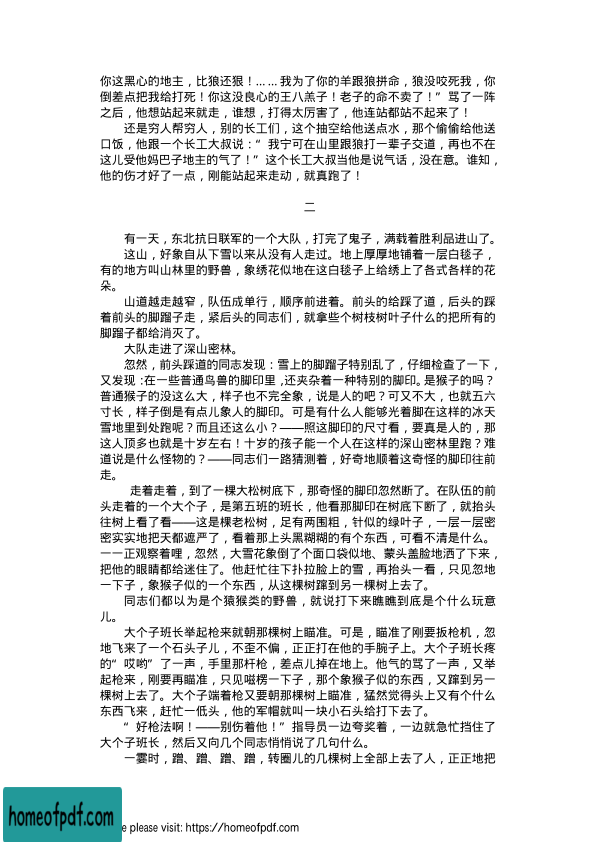 你这黑心的地主，比狼还狠！……我为了你的羊跟狼拼命，狼没咬死我，你
倒差点把我给打死！你这没良心的王八羔子！老子的命不卖了！”骂了一阵
之后，他想站起来就走，谁想，打得太厉害了，他连站都站不起来了！
还是穷人帮穷人，别的长工们，这个抽空给他送点水，那个偷偷给他送
口饭，他跟一个长工大叔说：“我宁可在山里跟狼打一辈子交道，再也不在
这儿受他妈巴子地主的气了！”这个长工大叔当他是说气话，没在意。谁知，
他的伤才好了一点，刚能站起来走动，就真跑了！
二
有一天，东北抗日联军的一个大队，打完了鬼子，满载着胜利品进山了。
这山，好象自从下雪以来从没有人走过。地上厚厚地铺着一层白毯子，
有的地方叫山林里的野兽，象绣花似地在这白毯子上给绣上了各式各样的花
朵。
山道越走越窄，队伍成单行，顺序前进着。前头的给踩了道，后头的踩
着前头的脚蹓子走，紧后头的同志们，就拿些个树枝树叶子什么的把所有的
脚蹓子都给消灭了。
大队走进了深山密林。
忽然，前头踩道的同志发现：雪上的脚蹓子特别乱了，仔细检查了一下，
又发现：在一些普通鸟兽的脚印里，还夹杂着一种特别的脚印。是猴子的吗？
普通猴子的没这么大，样子也不完全象，说是人的吧？可又不大，也就五六
寸长，样子倒是有点儿象人的脚印。可是有什么人能够光着脚在这样的冰天
雪地里到处跑呢？而且还这么小？——照这脚印的尺寸看，要真是人的，那
这人顶多也就是十岁左右！十岁的孩子能一个人在这样的深山密林里跑？难
道说是什么怪物的？——同志们一路猜测着，好奇地顺着这奇怪的脚印往前
走。
走着走着，到了一棵大松树底下，那奇怪的脚印忽然断了。在队伍的前
头走着的一个大个子，是第五班的班长，他看那脚印在树底下断了，就抬头
往树上看了看——这是棵老松树，足有两围粗，针似的绿叶子，一层一层密
密实实地把天都遮严了，看着那上头黑糊糊的有个东西，可看不清是什么。
一一正观察着哩，忽然，大雪花象倒了个面口袋似地、蒙头盖脸地洒了下来，
把他的眼睛都给迷住了。他赶忙往下扑拉脸上的雪，再抬头一看，只见忽地
一下子，象猴子似的一个东西，从这棵树蹿到另一棵树上去了。
同志们都以为是个猿猴类的野兽，就说打下来瞧瞧到底是个什么玩意
儿。
大个子班长举起枪来就朝那棵树上瞄准。可是，瞄准了刚要扳枪机，忽
地飞来了一个石头子儿，不歪不偏，正正打在他的手腕子上。大个子班长疼
的“哎哟”了一声，手里那杆枪，差点儿掉在地上。他气的骂了一声，又举
起枪来，刚要再瞄准，只见嗞楞一下子，那个象猴子似的东西，又蹿到另一
棵树上去了。大个子端着枪又要朝那棵树上瞄准，猛然觉得头上又有个什么
东西飞来，赶忙一低头，他的军帽就叫一块小石头给打下去了。
“好枪法啊！——别伤着他！”指导员一边夸奖着，一边就急忙挡住了
大个子班长，然后又向几个同志悄悄说了几句什么。
一霎时，蹭、蹭、蹭、蹭，转圈儿的几棵树上全部上去了人，正正地把
homeofpdf.com
e please visit: https://homeofpdf.com